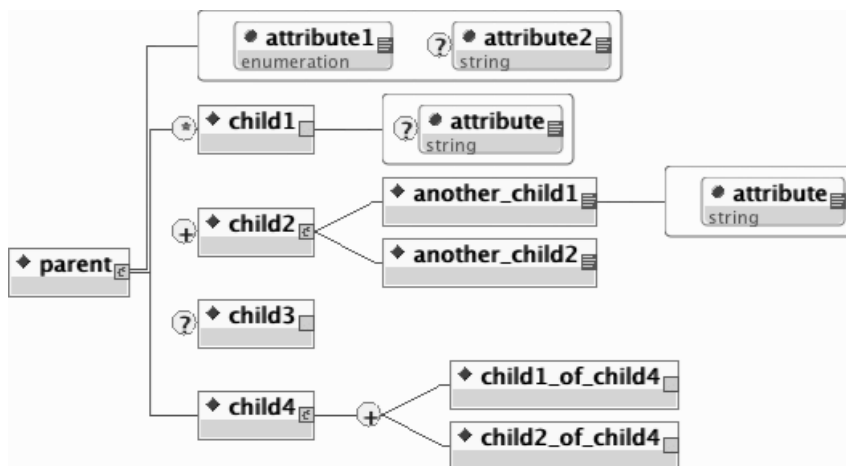 attribute1
enumeration
?
attribute2
string
*
child1
?
attribute
string
+
child2
another_child1
attribute
string
another_child2
parent
?
child3
child4
+
child1_of_child4
child2_of_child4